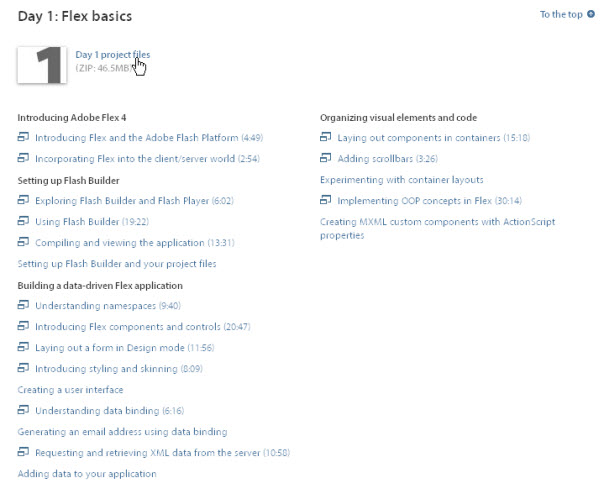 Day 1: Flex basics
To the top
1
Day 1 project files
(ZIP: 46.5MB)
Introducing Adobe Flex 4
Introducing Flex and the Adobe Flash Platform (4:49)
Incorporating Flex into the client/server world (2:54)
Setting up Flash Builder
Exploring Flash Builder and Flash Player (6:02)
Using Flash Builder (19:22)
Compiling and viewing the application (13:31)
Setting up Flash Builder and your project files
Building a data-driven Flex application
Understanding namespaces (9:40)
Introducing Flex components and controls (20:47)
Laying out a form in Design mode (11:56)
Introducing styling and skinning (8:09)
Creating a user interface
Understanding data binding (6:16)
Generating an email address using data binding
Requesting and retrieving XML data from the server (10:58)
Adding data to your application
Organizing visual elements and code
Laying out components in containers (15:18)
Adding scrollbars (3:26)
Experimenting with container layouts
Implementing OOP concepts in Flex (30:14)
Creating MXML custom components with ActionScript
properties